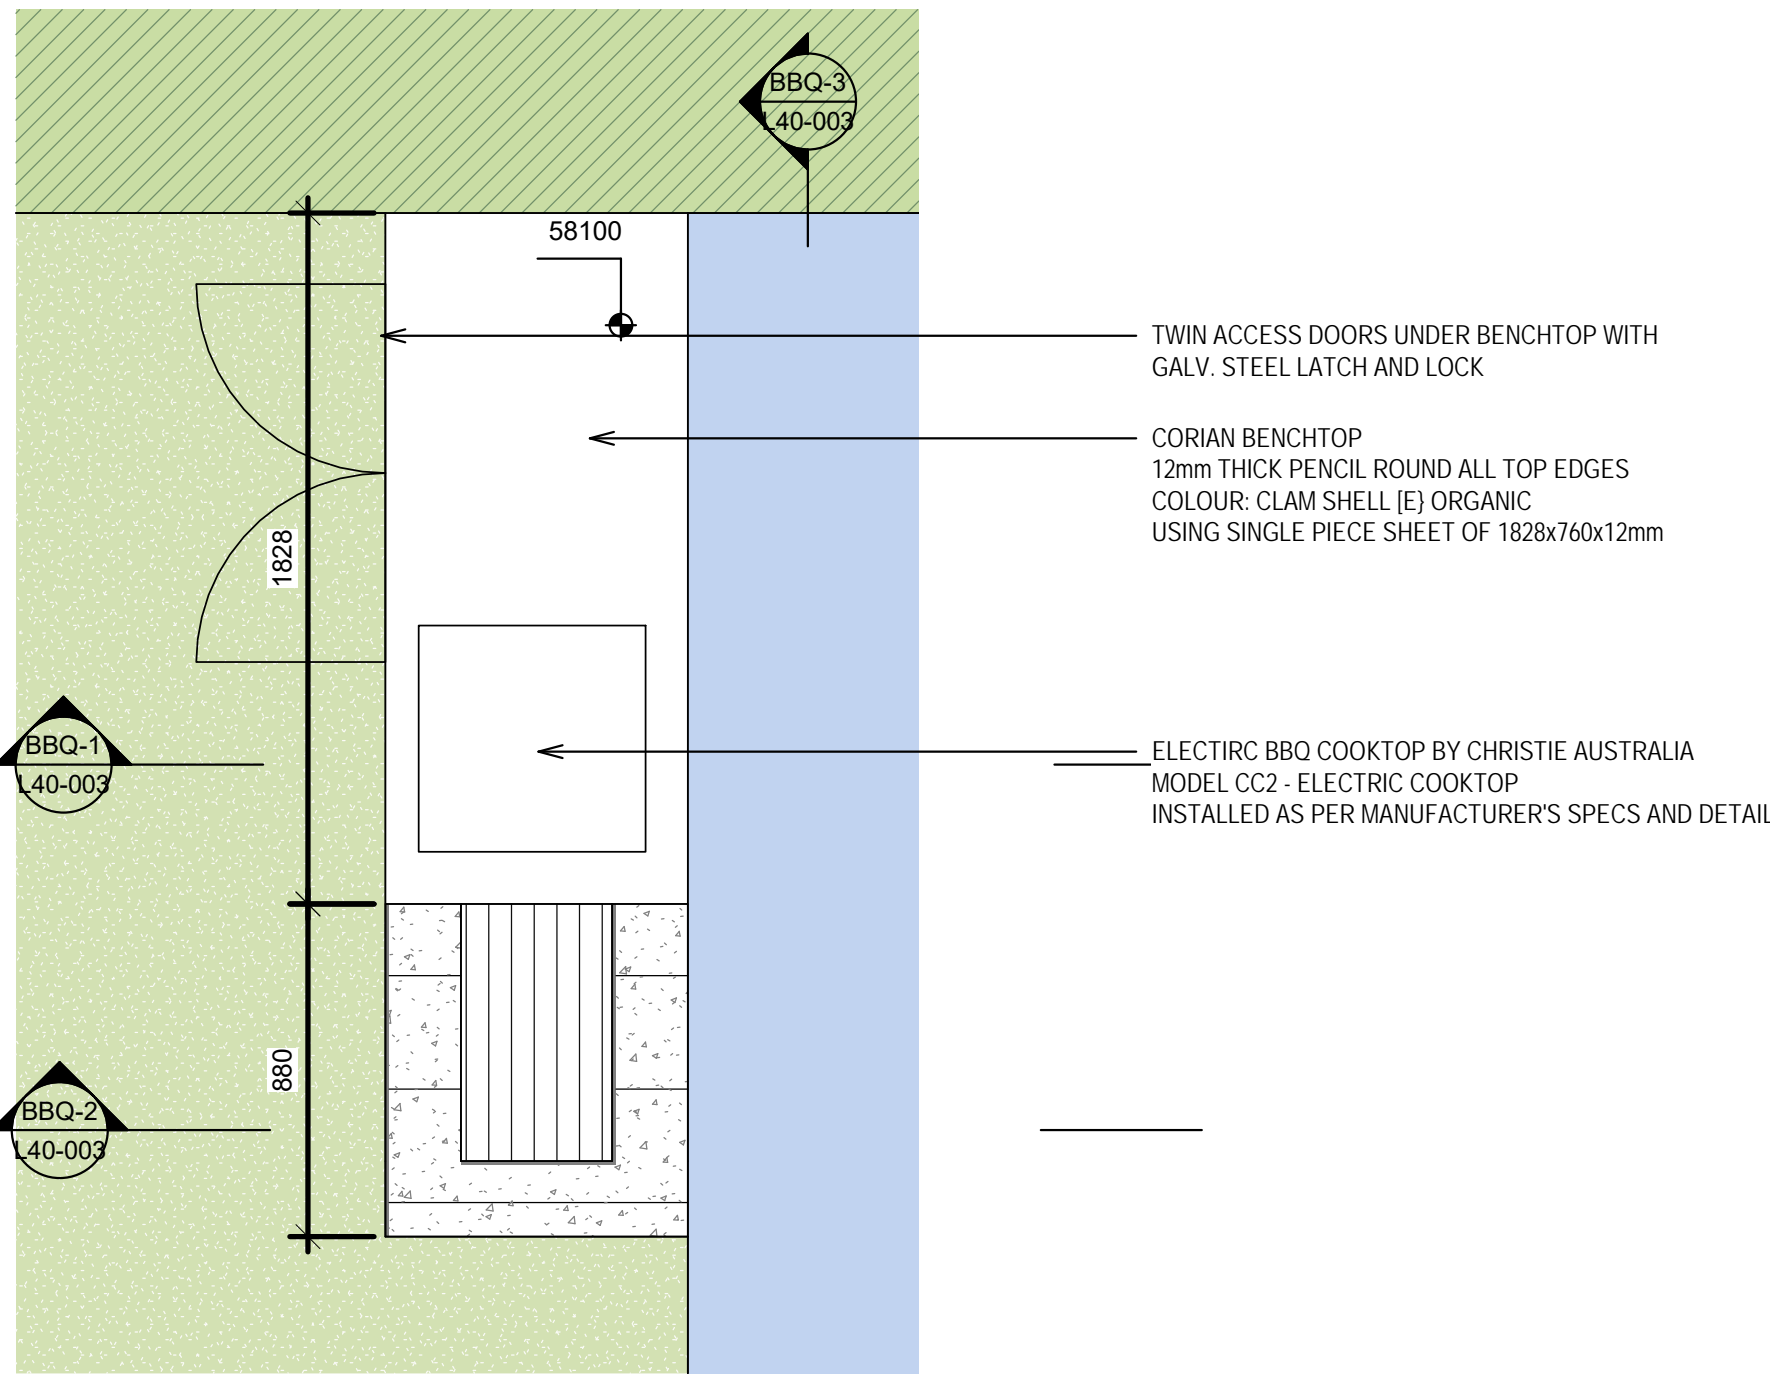 BBQ-3
L40-003
58100
TWIN ACCESS DOORS UNDER BENCHTOP WITH
GALV. STEEL LATCH AND LOCK
CORIAN BENCHTOP
12mm THICK PENCIL ROUND ALL TOP EDGES
COLOUR: CLAM SHELL [E} ORGANIC
USING SINGLE PIECE SHEET OF 1828x760x12mm
1828
BBQ-1
L40-003
ELECTIRC BBQ COOKTOP BY CHRISTIE AUSTRALIA
MODEL CC2 - ELECTRIC COOKTOP
INSTALLED AS PER MANUFACTURER'S SPECS AND DETAIL
880
BBQ-2
L40-003